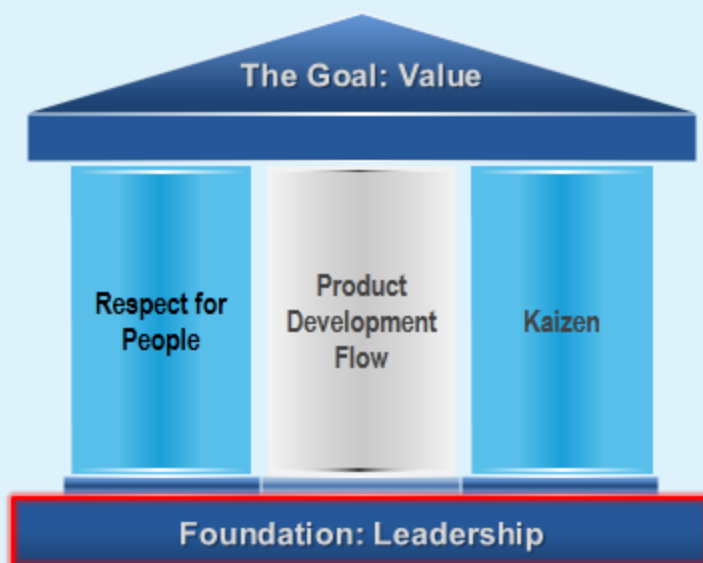 The Goal: Value
Respect for
People
Product
Development
Flow
Kaizen
Foundation: Leadership